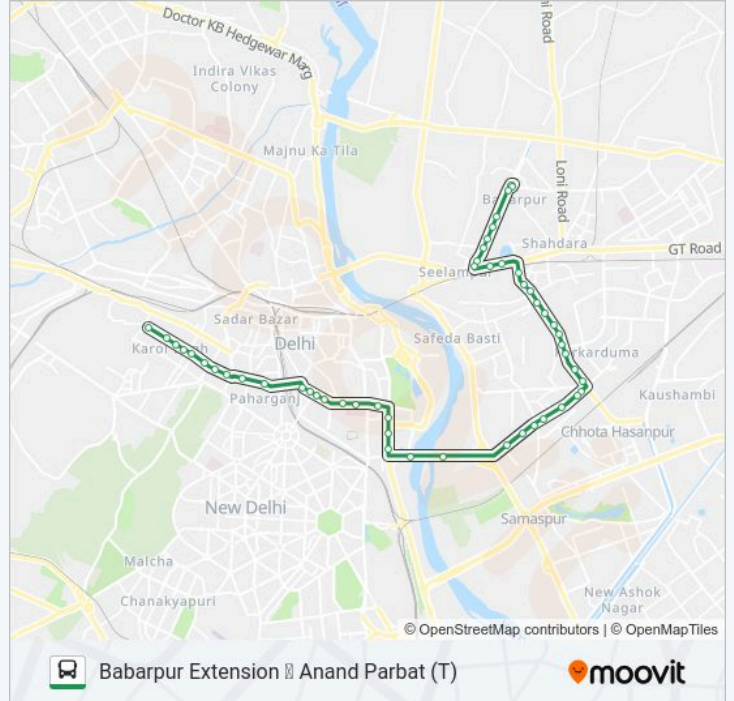 ni Road
Doctor KB Hedgewar Marg
Indira Vikas
Colony
Majnu Ka Tila
Loni Road
Shahdara
GT Road
Seelampur
Sadar Bazar
Delhi
Safeda Basti
Paharganj
Kaushambi
Chhota Hasanpur
New Delhi
Samaspur
Malcha
Chanakyapuri
New Ashok
Nagar
© OpenStreetMap contributors | © OpenMapTiles
Babarpur Extension Anand Parbat (T)
moovit